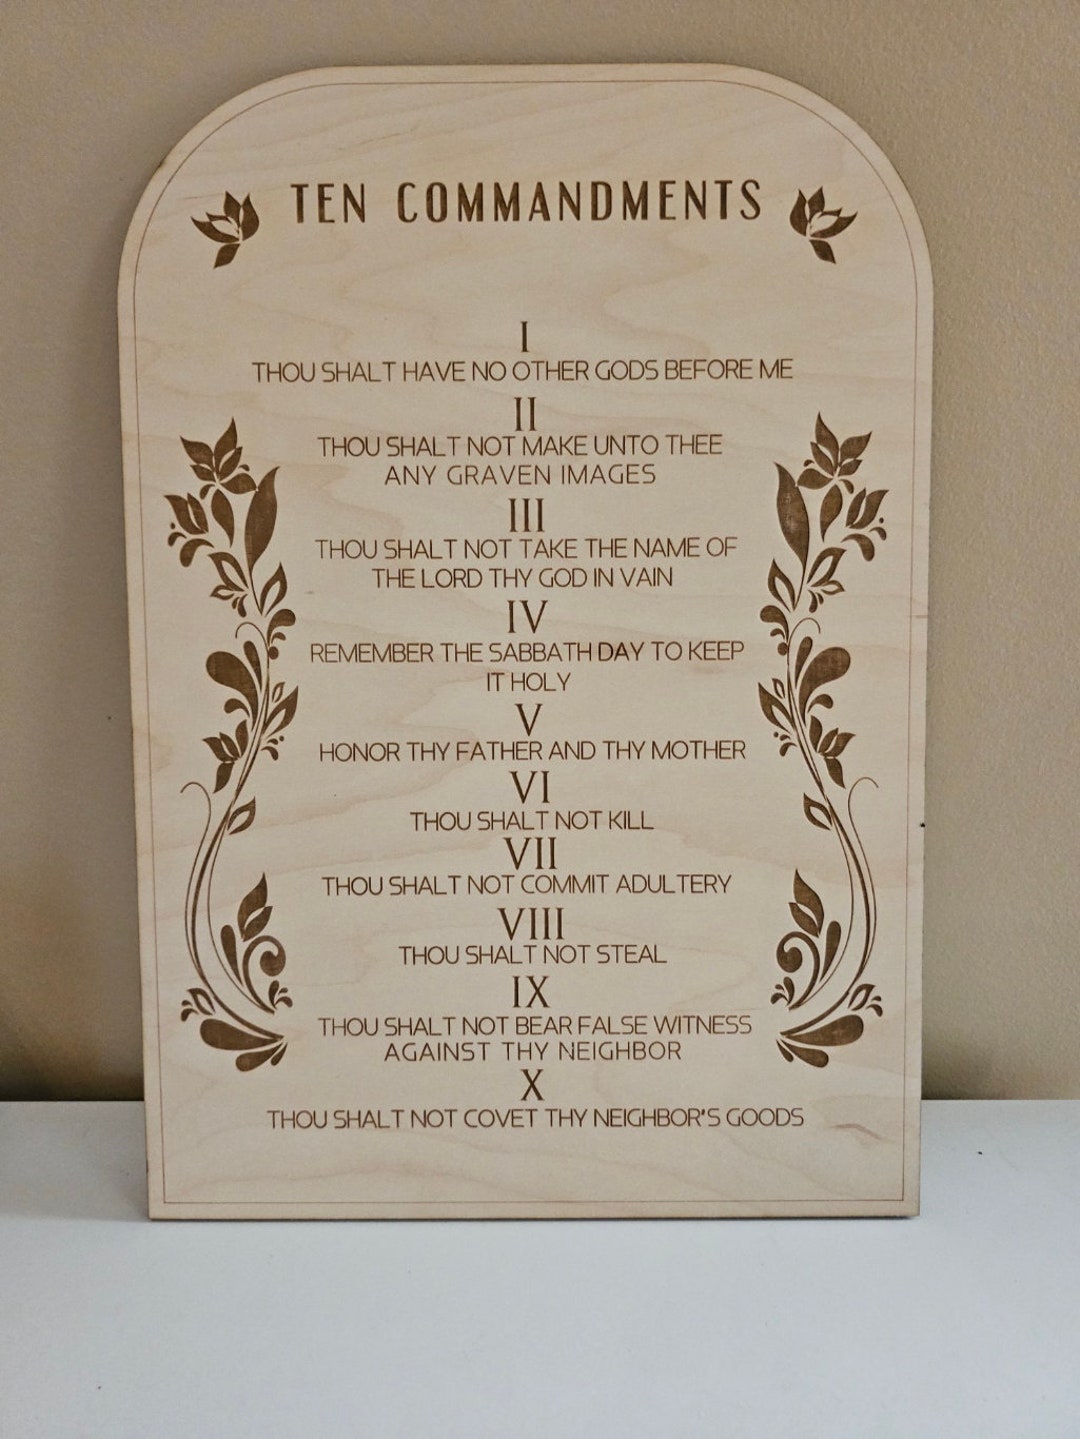 TEN COMMANDMENTS
I
THOU SHALT HAVE NO OTHER GODS BEFORE ME
II
THOU SHALT NOT MAKE UNTO THEE
ANY GRAVEN IMAGES
III
THOU SHALT NOT TAKE THE NAME OF
THE LORD THY GOD IN VAIN
IV
REMEMBER THE SABBATH DAY TO KEEP
IT HOLY
V
HONOR THY FATHER AND THY MOTHER
VI
THOU SHALT NOT KILL
VII
THOU SHALT NOT COMMIT ADULTERY
VIII
THOU SHALT NOT STEAL
IX
THOU SHALT NOT BEAR FALSE WITNESS
AGAINST THY NEIGHBOR
X
THOU SHALT NOT COVET THY NEIGHBOR'S GOODS